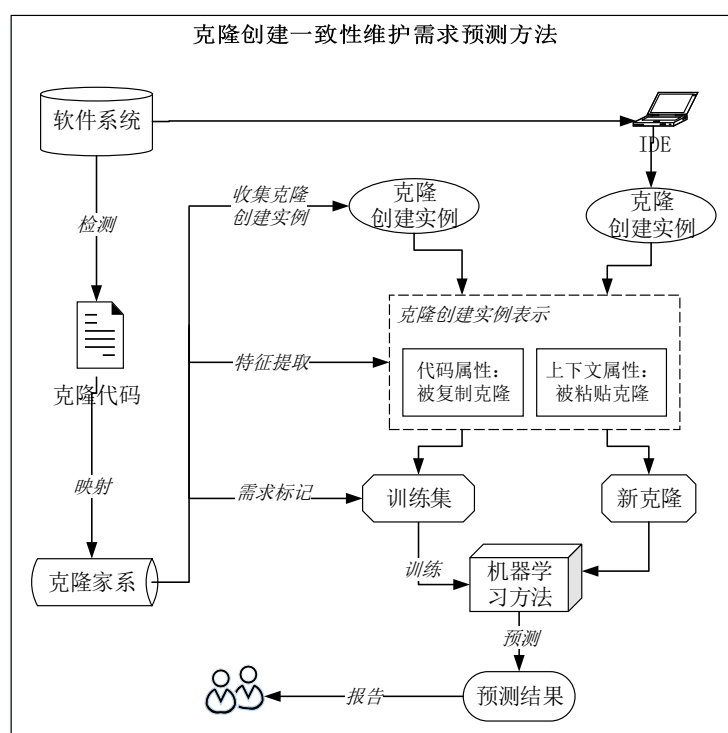 克隆创建一致性维护需求预测方法
软件系统
IDE
检测
收集克隆
创建实例
克隆
创建实例
克隆
创建实例
克隆代码
特征提取
克隆创建实例表示
代码属性：
被复制克隆
上下文属性：
被粘贴克隆
映射
需求标记
训练集
新克隆
克隆家系
训练
机器学
习方法
预测
报告
预测结果